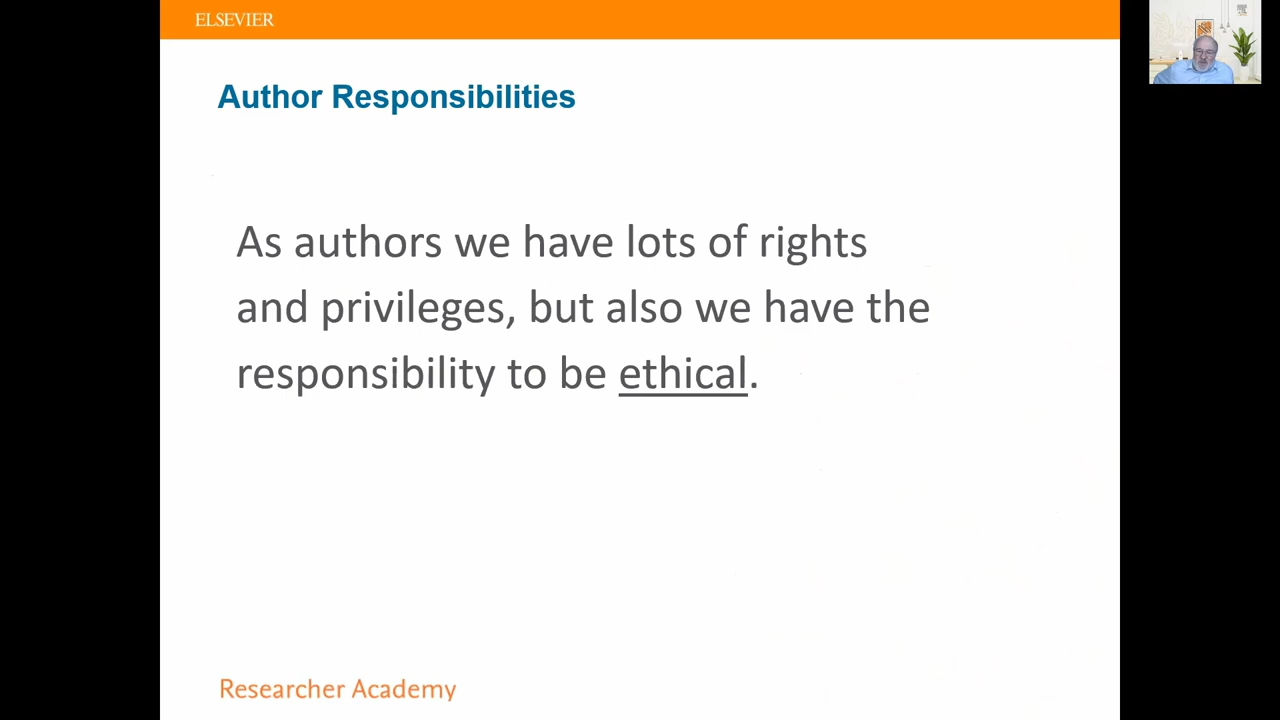 ELSEVIER
Author Responsibilities
As authors we have lots of rights
and privileges, but also we have the
responsibility to be ethical.
Researcher Academy